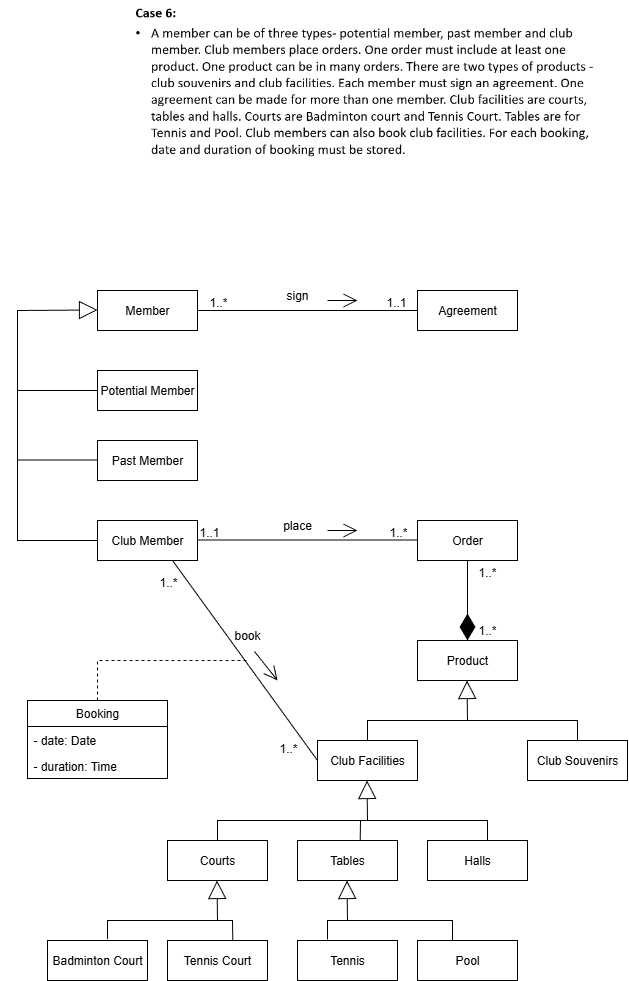 Case 6:
• A member can be of three types- potential member, past member and club
member. Club members place orders. One order must include at least one
product. One product can be in many orders. There are two types of products -
club souvenirs and club facilities. Each member must sign an agreement. One
agreement can be made for more than one member. Club facilities are courts,
tables and halls. Courts are Badminton court and Tennis Court. Tables are for
Tennis and Pool. Club members can also book club facilities. For each booking,
date and duration of booking must be stored.
Member
1..*
sign
1..1
Agreement
Potential Member
Past Member
Club Member
1..1
place
1..*
Order
1..*
1..*
book
1..*
Product
Booking
- date: Date
- duration: Time
1..*
Club Facilities
Club Souvenirs
Courts
Tables
Halls
Badminton Court
Tennis Court
Tennis
Pool